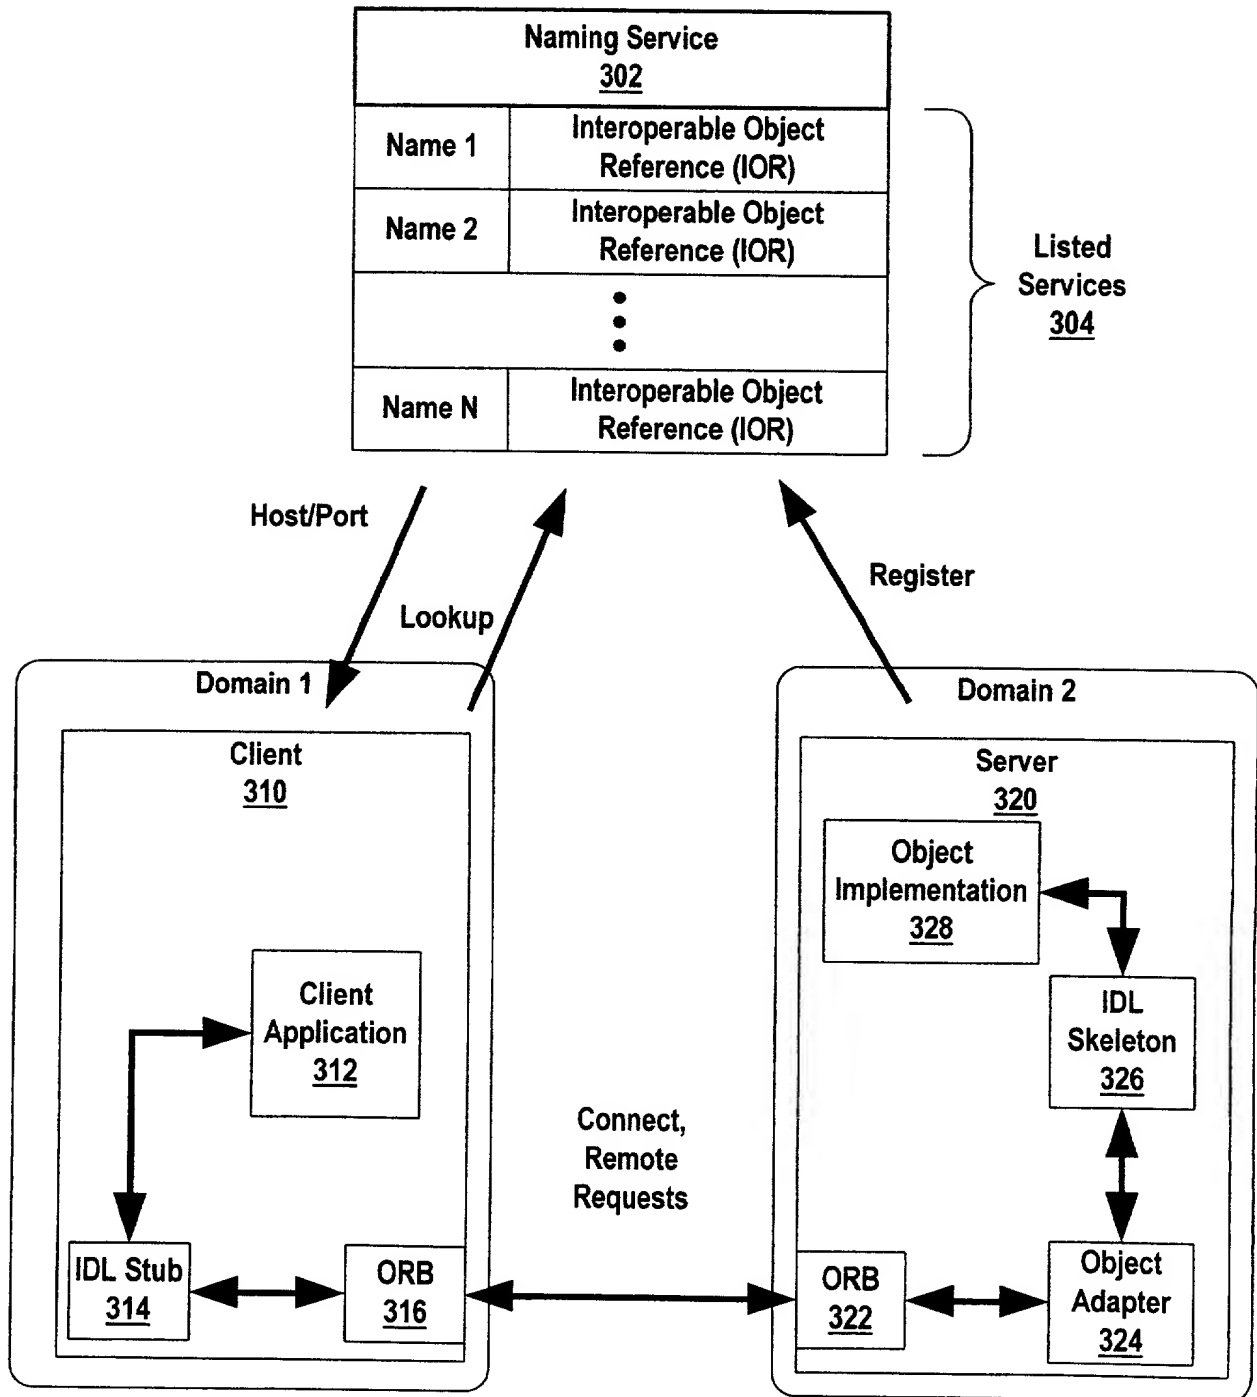 Naming Service
302
Name 1
Interoperable Object
Reference (IOR)
Name 2
Interoperable Object
Reference (IOR)
Name N
Interoperable Object
Reference (IOR)
Listed
Services
304
Host/Port
Lookup
Register
Domain 1
Client
310
Client
Application
312
IDL Stub
314
ORB
316
Connect,
Remote
Requests
Domain 2
Server
320
Object
Implementation
328
IDL
Skeleton
326
ORB
322
Object
Adapter
324